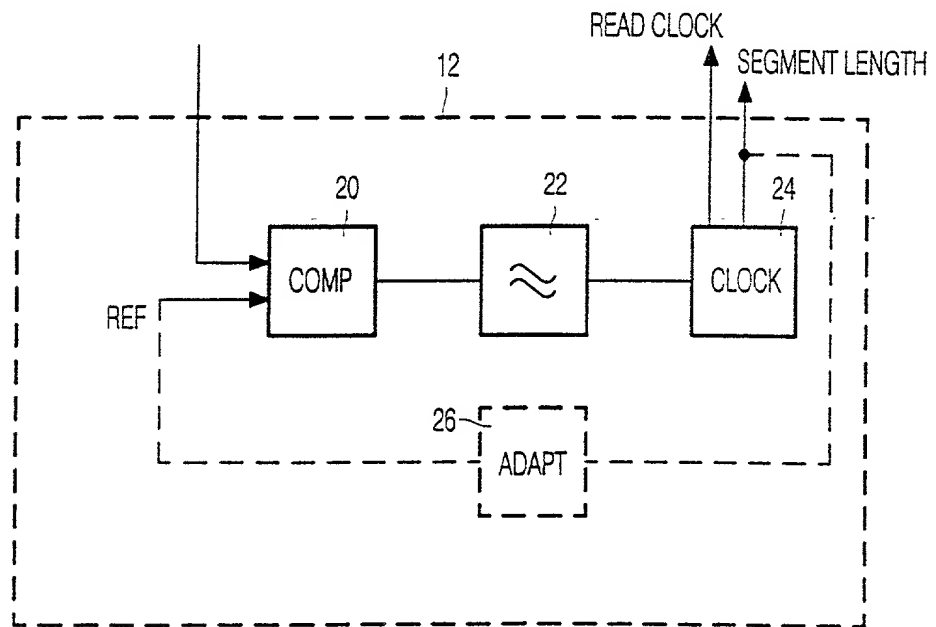 READ CLOCK
SEGMENT LENGTH
12
20
22
24
COMP
CLOCK
REF
26
ADAPT